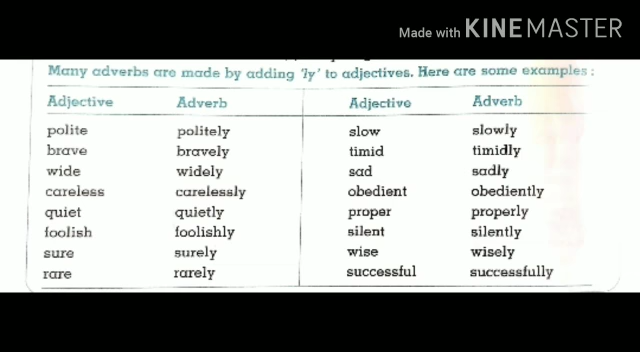 Made with KINEMASTER
Many adverbs are made by adding 'ly' to adjectives. Here are some examples:
Adjective Adverb Adjective Adverb
polite politely slow slowly
brave bravely timid timidly
wide widely sad sadly
careless carelessly obedient obediently
quiet quietly proper properly
foolish foolishly silent silently
sure surely wise wisely
rare rarely successful successfully